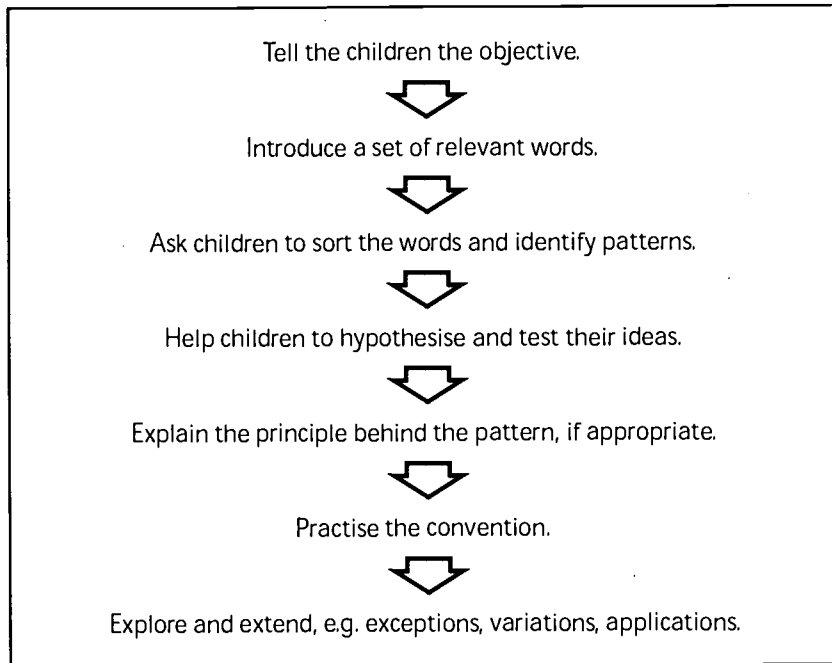 Tell the children the objective.
Introduce a set of relevant words.
Ask children to sort the words and identify patterns.
Help children to hypothesise and test their ideas.
Explain the principle behind the pattern, if appropriate.
Practise the convention.
Explore and extend, e.g. exceptions, variations, applications.